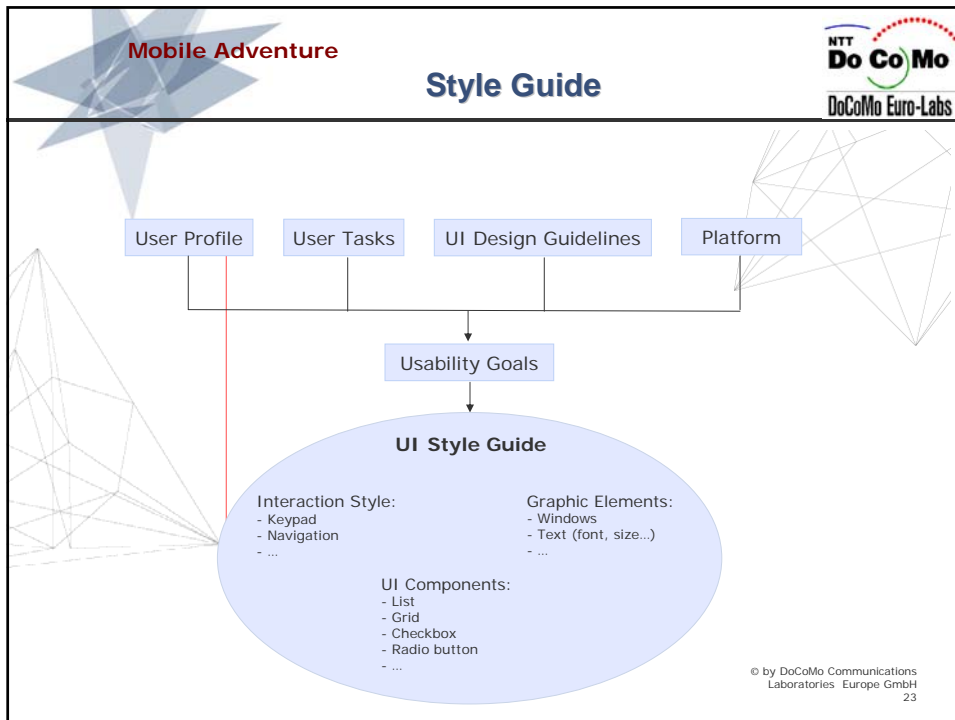 Mobile Adventure
Style Guide
NTT
Do Co Mo
DoCoMo Euro-Labs
User Profile
User Tasks
UI Design Guidelines
Platform
Usability Goals
UI Style Guide
Interaction Style:
- Keypad
- Navigation
- ...
Graphic Elements:
- Windows
- Text (font, size...)
- ...
UI Components:
- List
- Grid
- Checkbox
- Radio button
- ...
© by DoCoMo Communications
Laboratories Europe GmbH
23